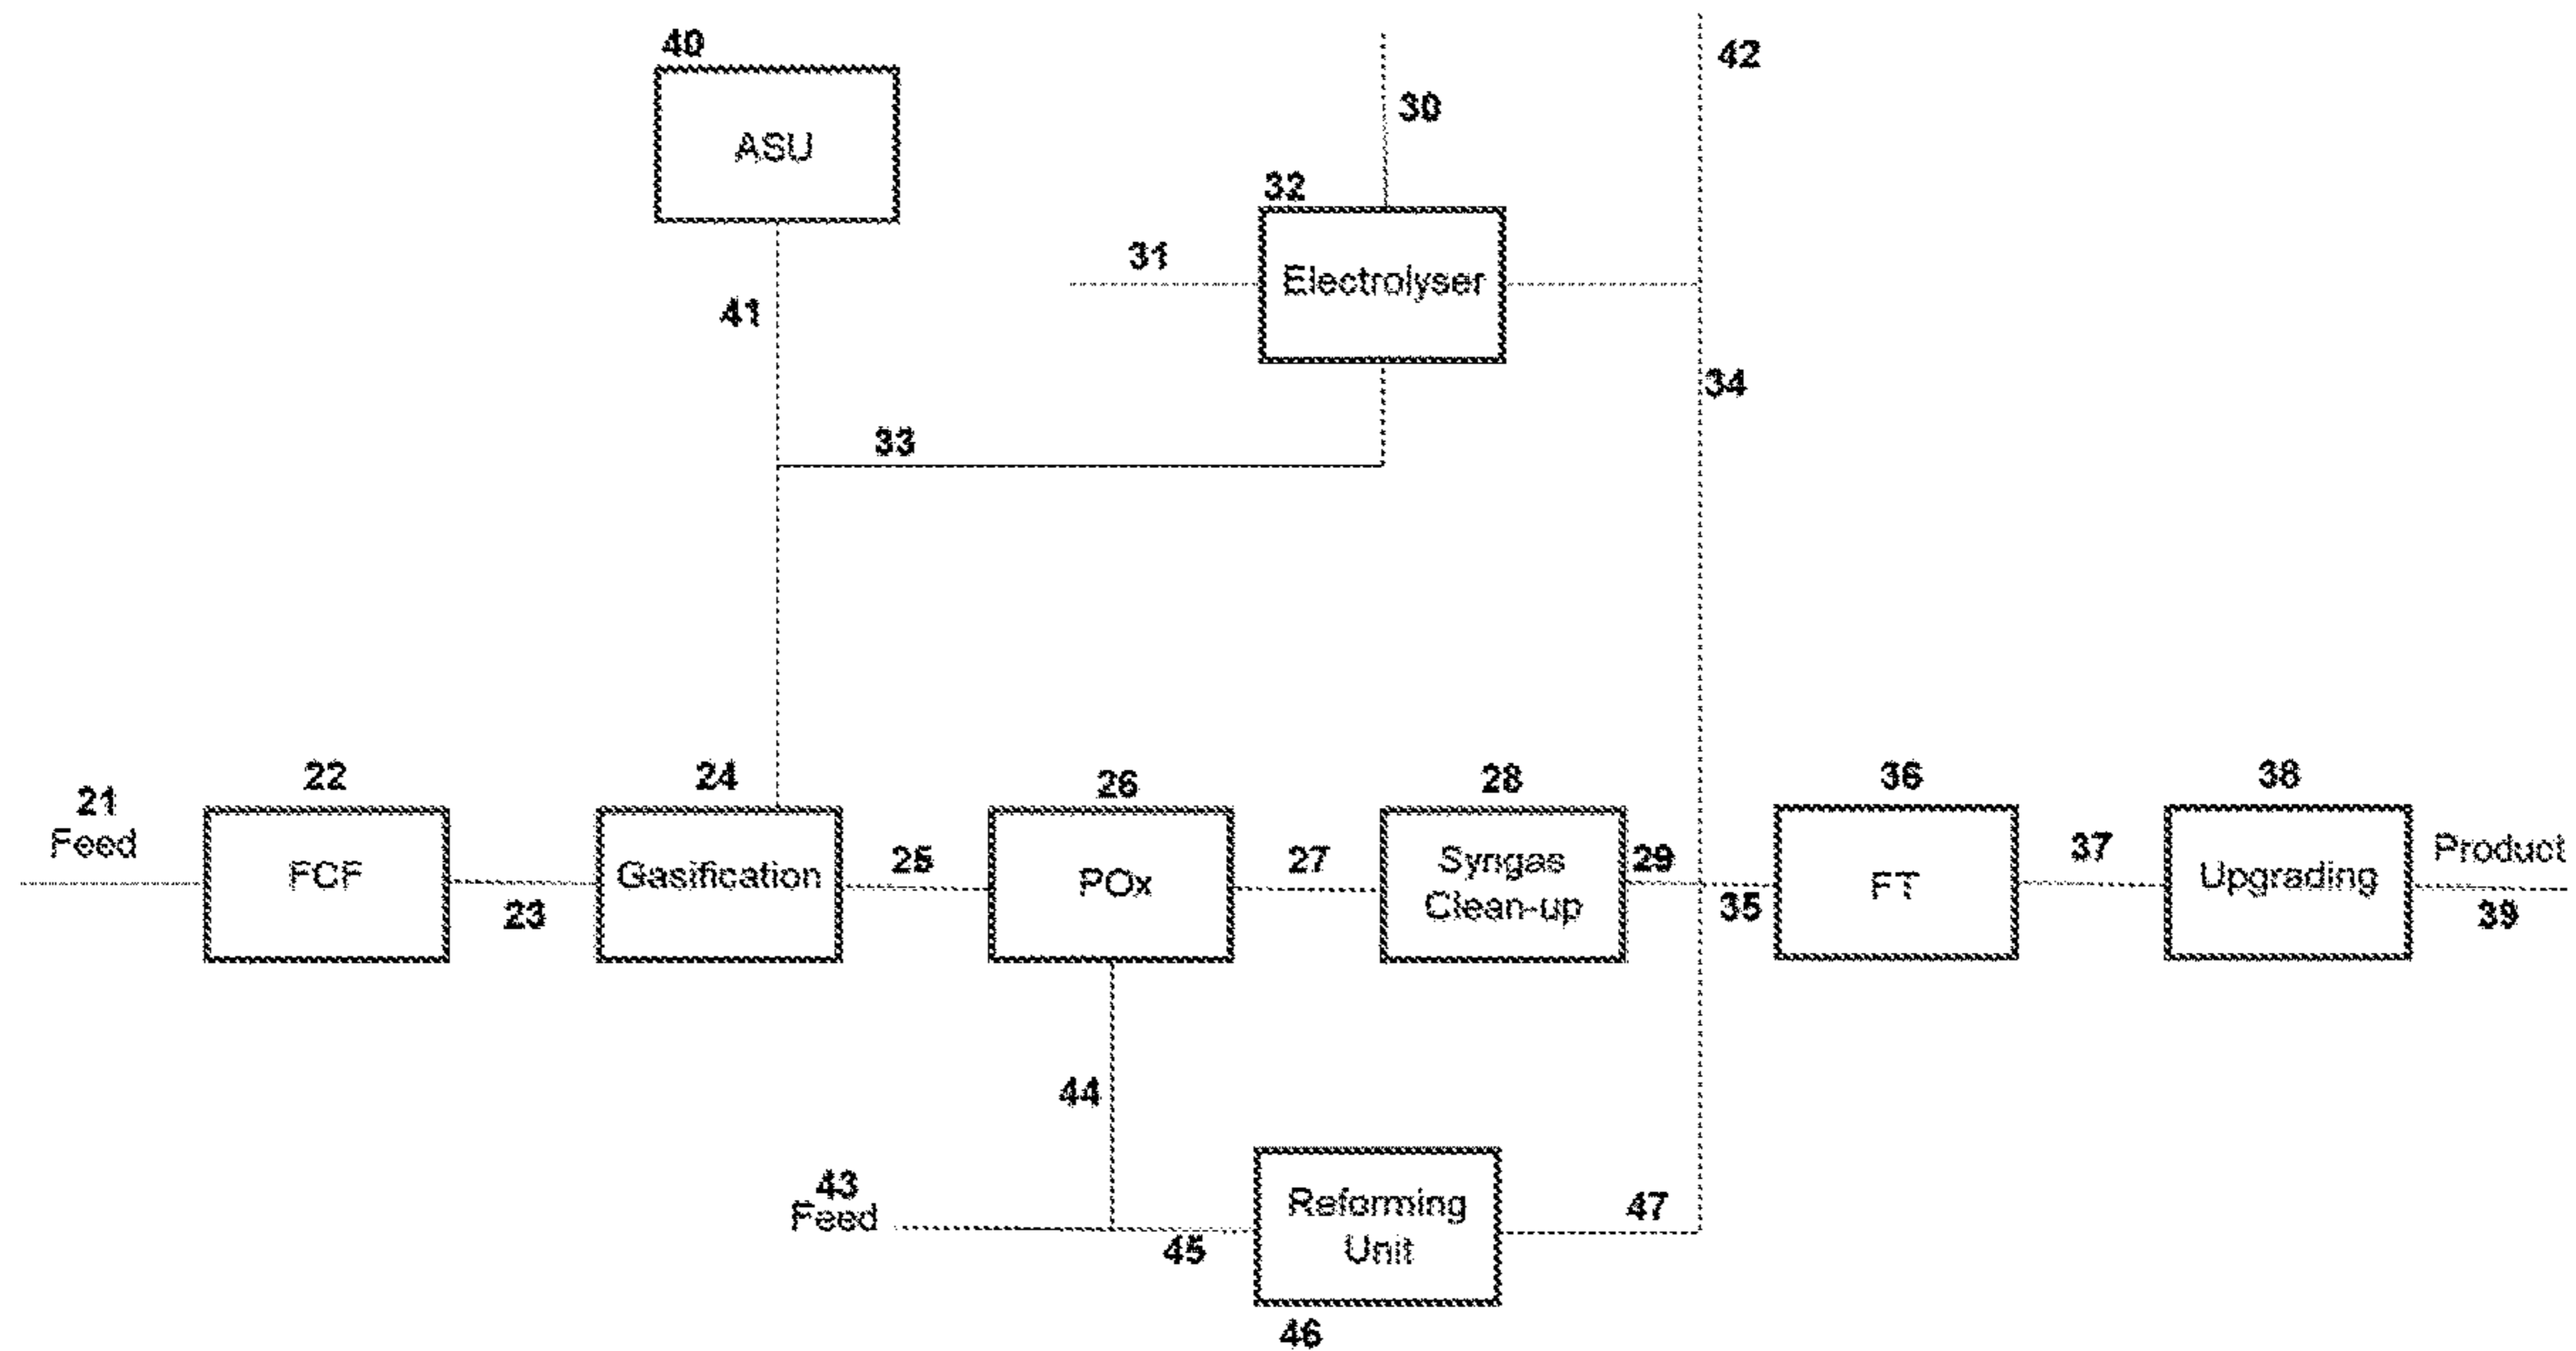 40
ASU
42
30
32
31
Electrolyser
41
34
33
22
24
26
28
36
38
21
Feed
FCF
23
Gasification
25
POx
27
Syngas
Clean-up
29
35
FT
37
Upgrading
Product
39
44
43
Feed
45
Reforming
Unit
47
46